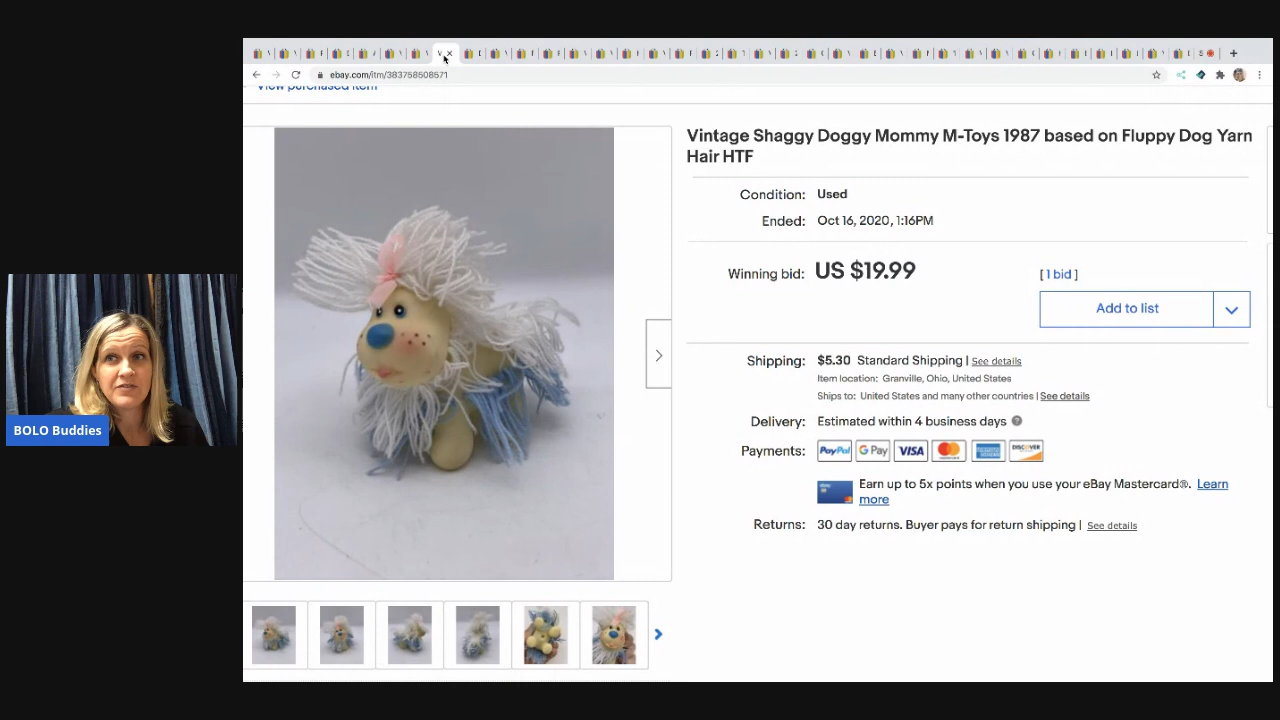 ebay.com/itm/383758508571
View purchased item
Vintage Shaggy Doggy Mommy M-Toys 1987 based on Fluppy Dog Yarn
Hair HTF
Condition: Used
Ended: Oct 16, 2020, 1:16PM
Winning bid: US $19.99 [ 1 bid ]
Add to list
Shipping: $5.30 Standard Shipping | See details
Item location: Granville, Ohio, United States
Ships to: United States and many other countries | See details
Delivery: Estimated within 4 business days
Payments: PayPal G Pay VISA
DISCOVER
Earn up to 5x points when you use your eBay Mastercard®. Learn
more
Returns: 30 day returns. Buyer pays for return shipping | See details
BOLO Buddies